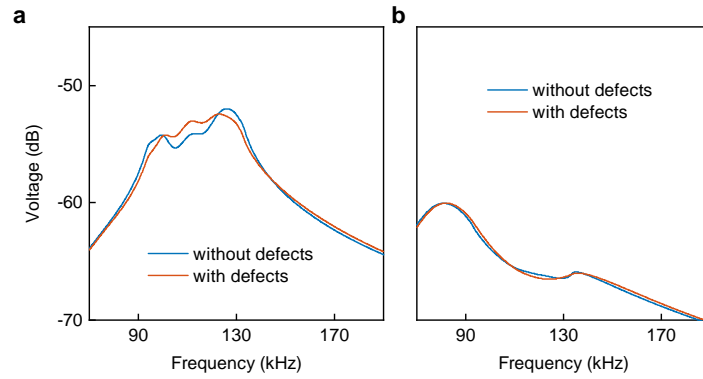 a
b
-50
-60
-70
Voltage (dB)
without defects
with defects
90
130
170
Frequency (kHz)
without defects
with defects
90
130
170
Frequency (kHz)